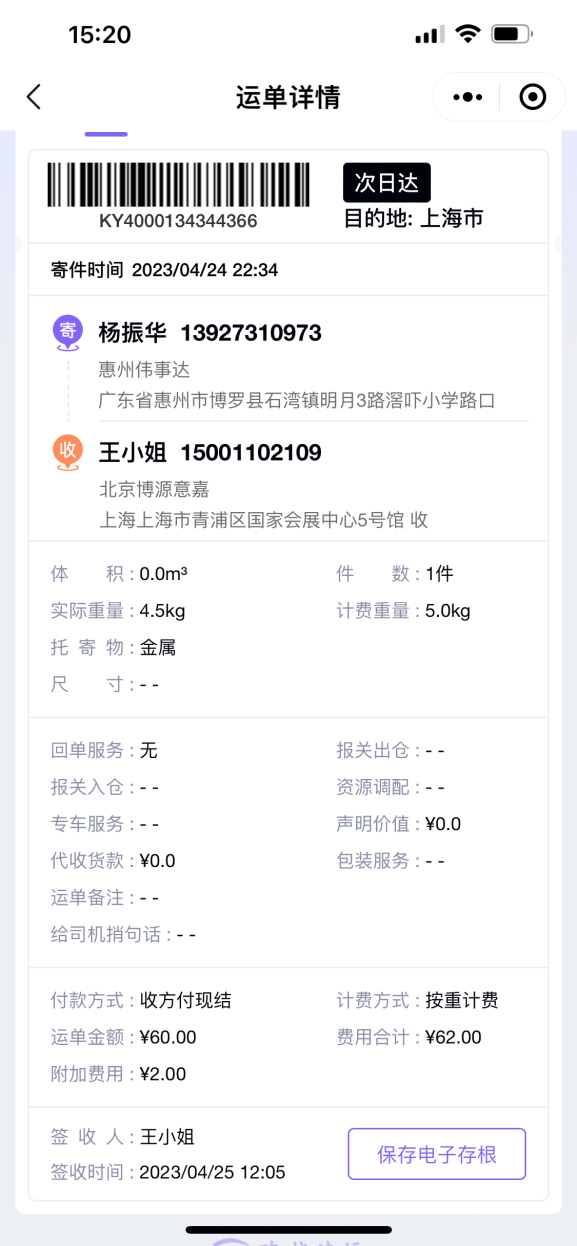 15:20
运单详情
KY4000134344366
次日达
目的地: 上海市
寄件时间 2023/04/24 22:34
寄 杨振华 13927310973
惠州伟事达
广东省惠州市博罗县石湾镇明月3路滘吓小学路口
收 王小姐 15001102109
北京博源意嘉
上海上海市青浦区国家会展中心5号馆 收
体 积 : 0.0m³ 件 数 : 1件
实际重量 : 4.5kg 计费重量 : 5.0kg
托 寄 物 : 金属
尺 寸 : - -
回单服务 : 无 报关出仓 : - -
报关入仓 : - - 资源调配 : - -
专车服务 : - - 声明价值 : ¥0.0
代收货款 : ¥0.0 包装服务 : - -
运单备注 : - -
给司机捎句话 : - -
付款方式 : 收方付现结 计费方式 : 按重计费
运单金额 : ¥60.00 费用合计 : ¥62.00
附加费用 : ¥2.00
签 收 人 : 王小姐
签收时间 : 2023/04/25 12:05
保存电子存根